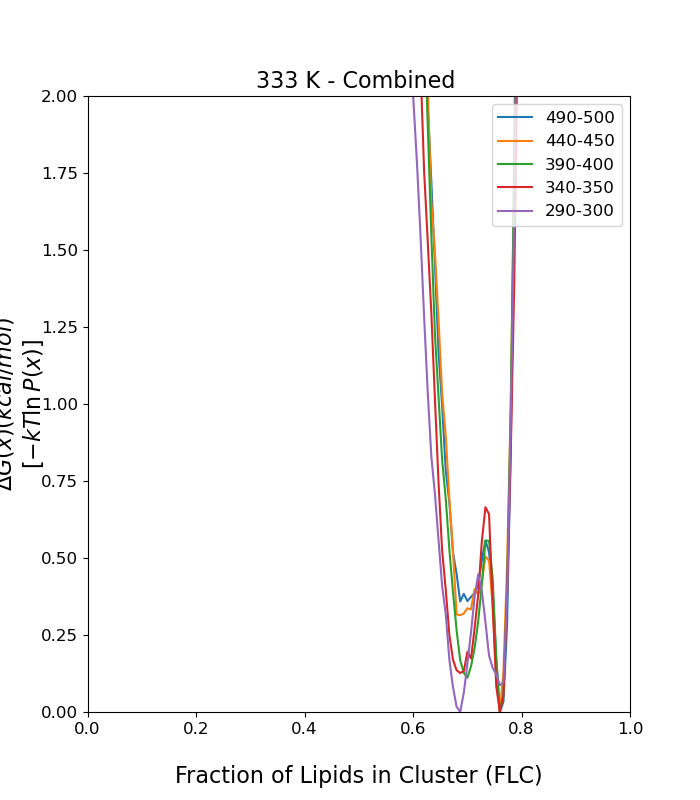 333 K - Combined
2.00
1.75
1.50
1.25
1.00
0.75
0.50
0.25
0.00
ΔG(x)(kcal/mol)
[−kTln P(x)]
490-500
440-450
390-400
340-350
290-300
0.0 0.2 0.4 0.6 0.8 1.0
Fraction of Lipids in Cluster (FLC)